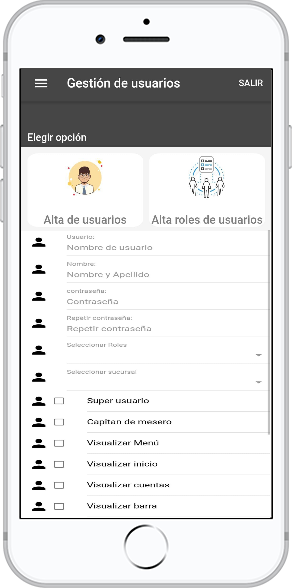 Gestión de usuarios SALIR
Elegir opción
Alta de usuarios Alta roles de usuarios
Usuario:
Nombre de usuario
Nombre:
Nombre y Apellido
contraseña:
Contraseña
Repetir contraseña:
Repetir contraseña
Seleccionar Roles
Seleccionar sucursal
Super usuario
Capitan de mesero
Visualizar Menú
Visualizar inicio
Visualizar cuentas
Visualizar barra